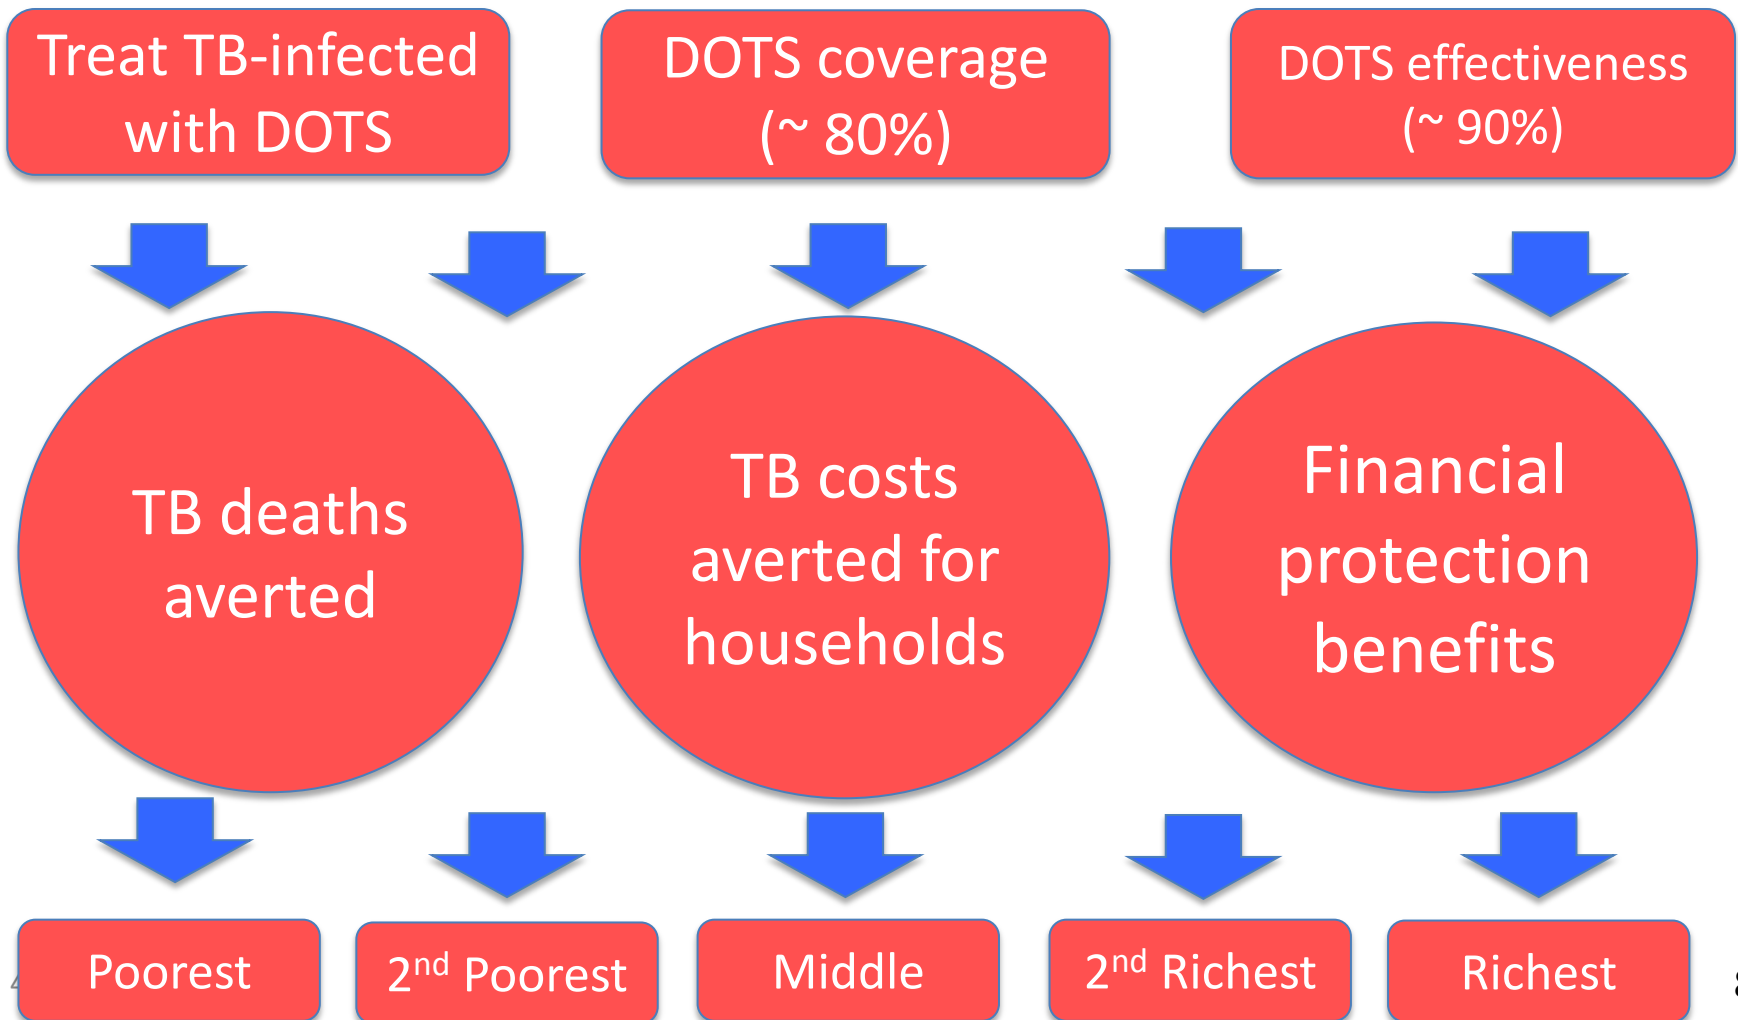 Treat TB-infected
with DOTS
DOTS coverage
(~ 80%)
DOTS effectiveness
(~ 90%)
TB deaths
averted
TB costs
averted for
households
Financial
protection
benefits
Poorest
2nd Poorest
Middle
2nd Richest
Richest